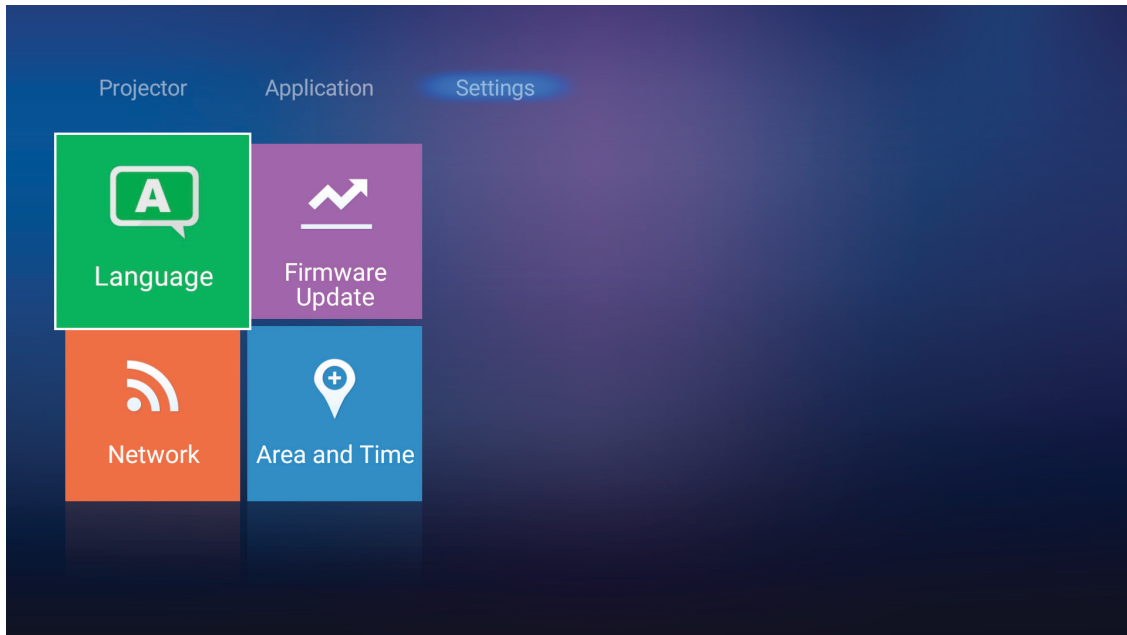 Projector Application Settings
A
Language
Firmware
Update
Network
Area and Time